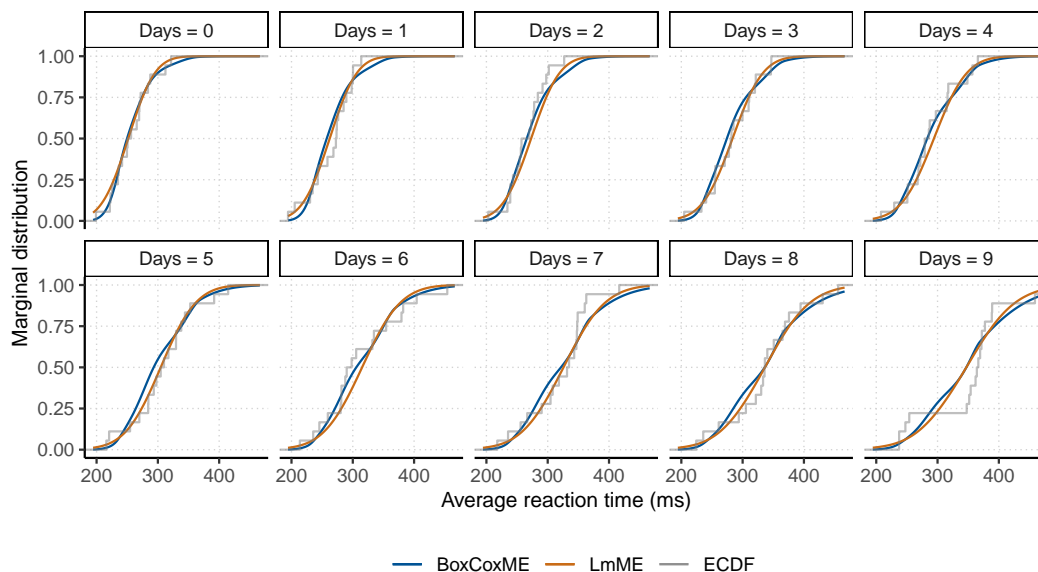 Days = 0 Days = 1 Days = 2 Days = 3 Days = 4
1.00
0.75
0.50
0.25
0.00
Days = 5 Days = 6 Days = 7 Days = 8 Days = 9
1.00
0.75
0.50
0.25
0.00
200 300 400 200 300 400 200 300 400 200 300 400 200 300 400
Marginal distribution
Average reaction time (ms)
BoxCoxME LmME ECDF